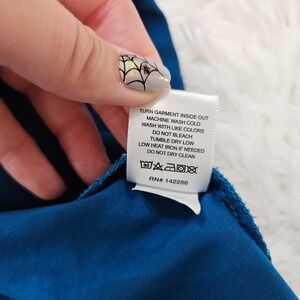 TURN GARMENT INSIDE OUT
MACHINE WASH COLD
WASH WITH LIKE COLORS
DO NOT BLEACH
TUMBLE DRY LOW
LOW HEAT IRON IF NEEDED
DO NOT DRY CLEAN
RN# 142256